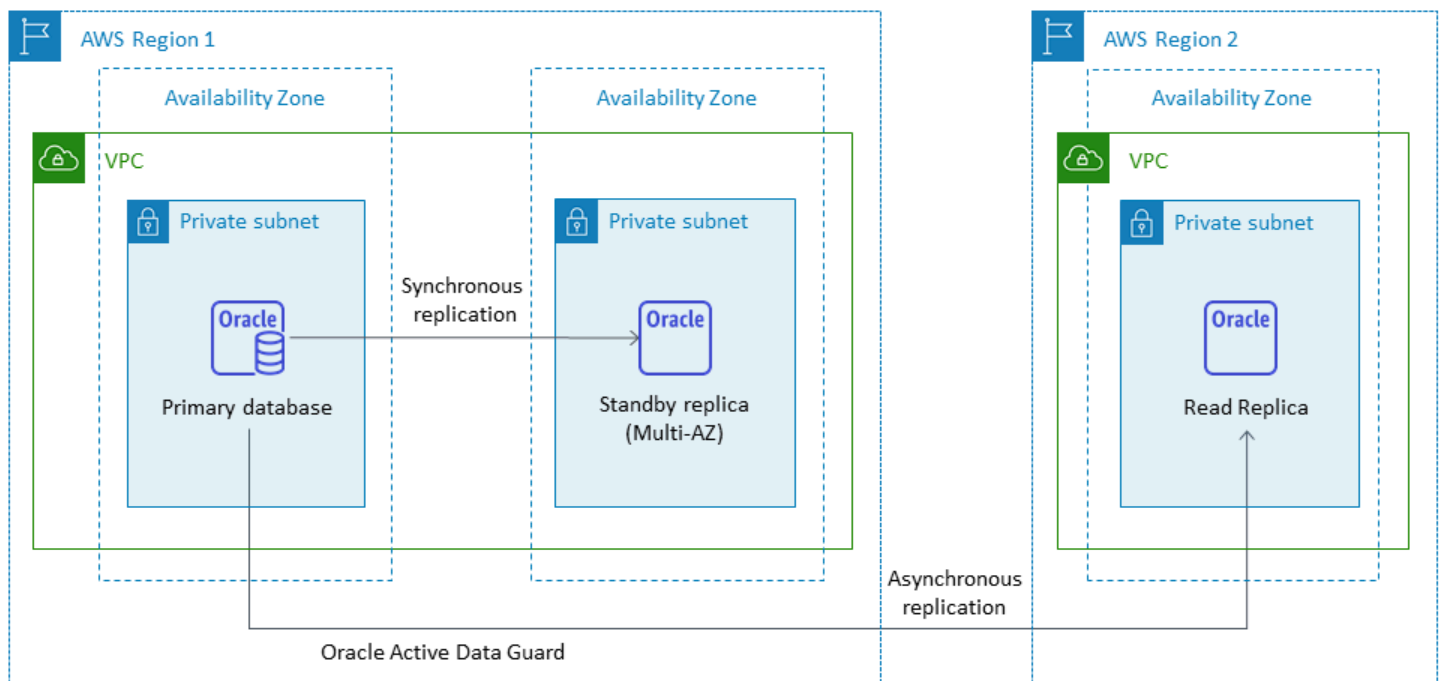 AWS Region 1
Availability Zone
Availability Zone
VPC
Private subnet
Private subnet
Synchronous
replication
Oracle
Oracle
Primary database
Standby replica
(Multi-AZ)
Oracle Active Data Guard
Asynchronous
replication
AWS Region 2
Availability Zone
VPC
Private subnet
Oracle
Read Replica